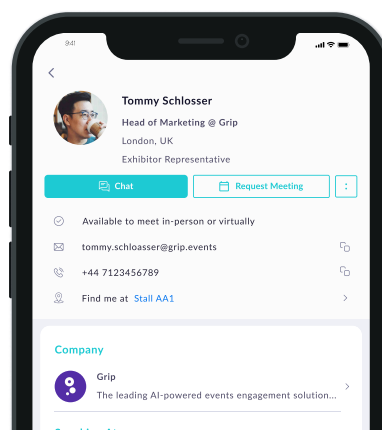 9:41
Tommy Schlosser
Head of Marketing @ Grip
London, UK
Exhibitor Representative
Chat
Request Meeting
Available to meet in-person or virtually
tommy.schloasser@grip.events
+44 7123456789
Find me at Stall AA1
Company
Grip
The leading AI-powered events engagement solution...